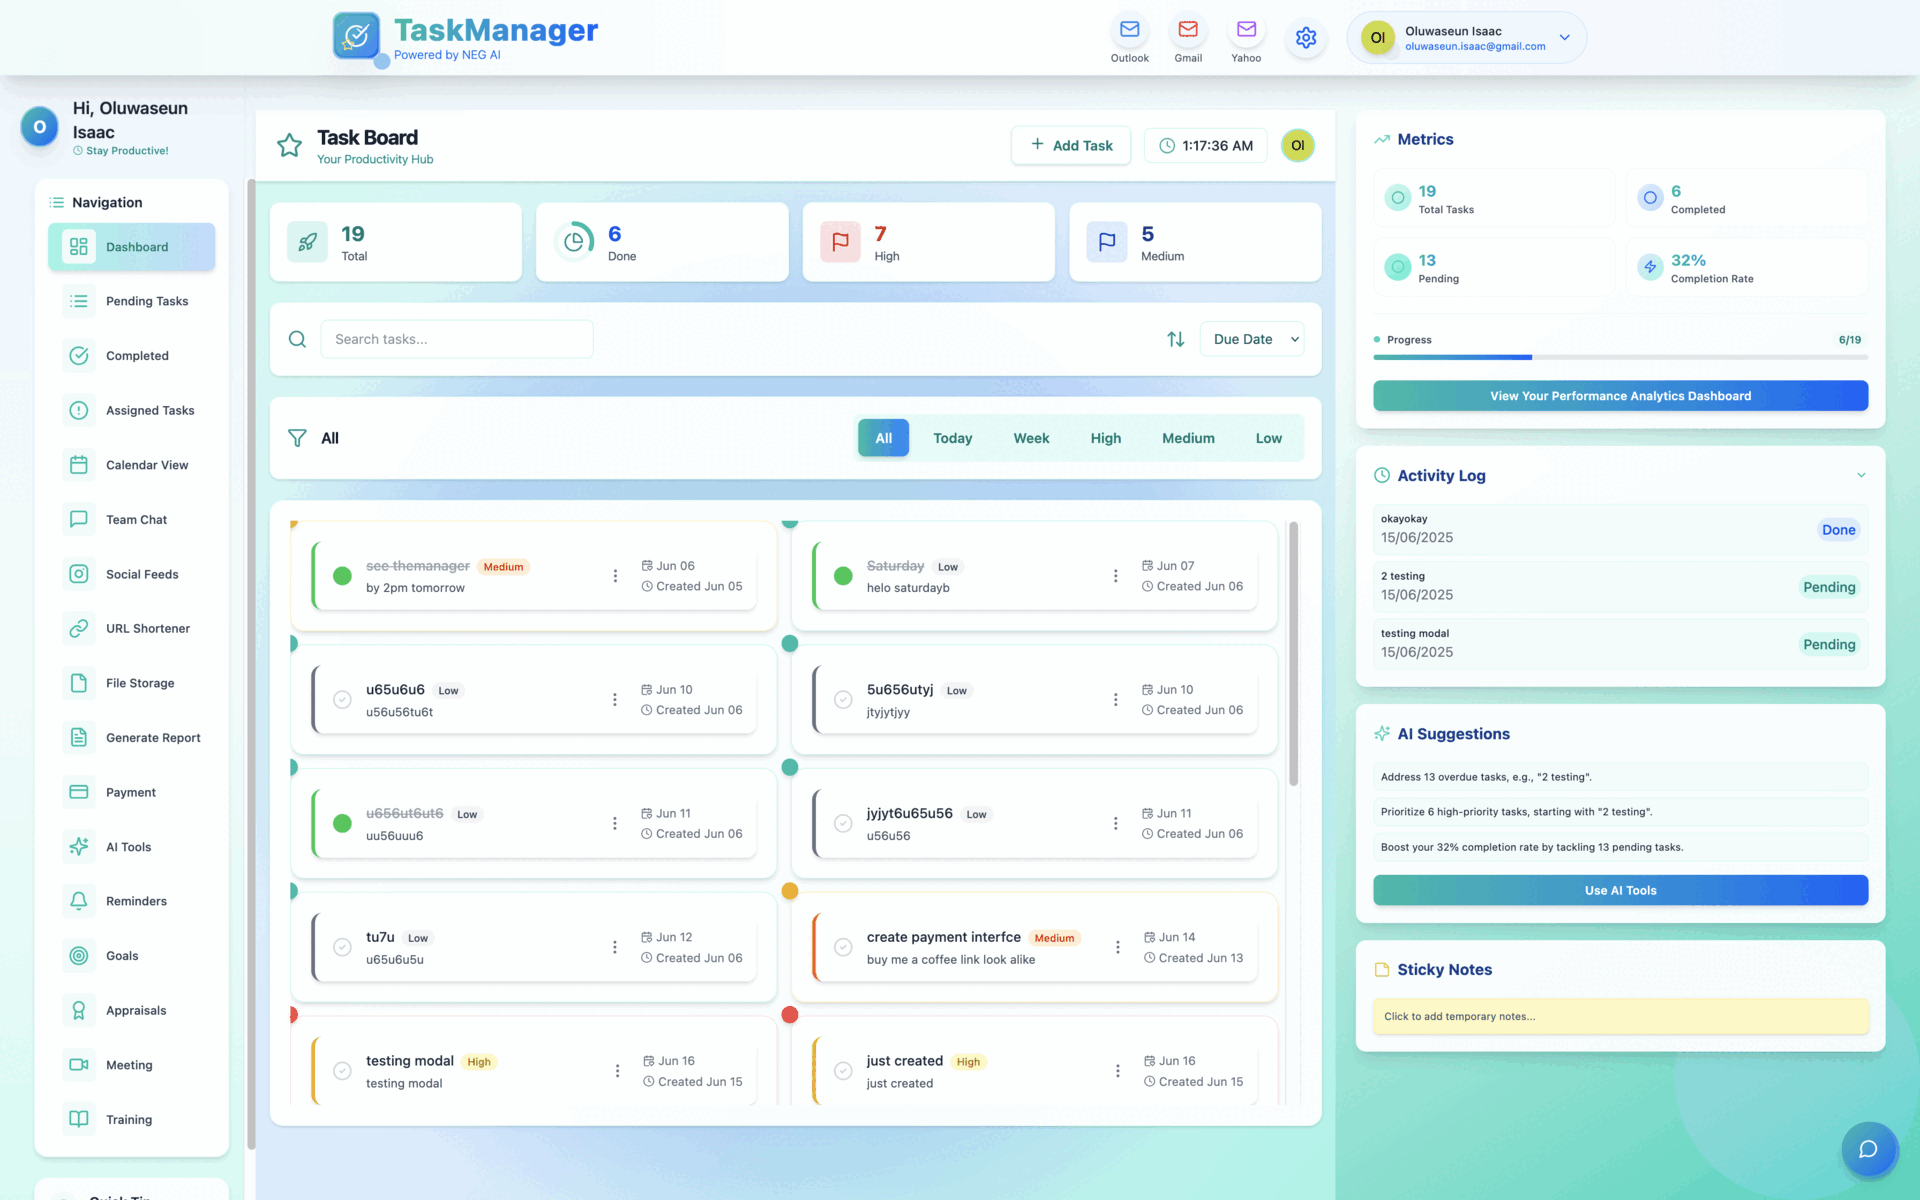 TaskManager
Powered by NEG AI
Outlook
Gmail
Yahoo
OI
Oluwaseun Isaac
oluwaseun.isaac@gmail.com
O
Hi, Oluwaseun
Isaac
Stay Productive!
Navigation
Dashboard
Pending Tasks
Completed
Assigned Tasks
Calendar View
Team Chat
Social Feeds
URL Shortener
File Storage
Generate Report
Payment
AI Tools
Reminders
Goals
Appraisals
Meeting
Training
Task Board
Your Productivity Hub
+ Add Task
1:17:36 AM
OI
19
Total
6
Done
7
High
5
Medium
Search tasks...
Due Date
All
All
Today
Week
High
Medium
Low
see themanager Medium
by 2pm tomorrow
Jun 06
Created Jun 05
Saturday Low
helo saturdayb
Jun 07
Created Jun 06
u65u6u6 Low
u56u56tu6t
Jun 10
Created Jun 06
5u656utyj Low
jtyjytjyy
Jun 10
Created Jun 06
u656ut6ut6 Low
uu56uuu6
Jun 11
Created Jun 06
jyjyt6u65u56 Low
u56u56
Jun 11
Created Jun 06
tu7u Low
u65u6u5u
Jun 12
Created Jun 06
create payment interfce Medium
buy me a coffee link look alike
Jun 14
Created Jun 13
testing modal High
testing modal
Jun 16
Created Jun 15
just created High
just created
Jun 16
Created Jun 15
Metrics
19
Total Tasks
6
Completed
13
Pending
32%
Completion Rate
Progress
6/19
View Your Performance Analytics Dashboard
Activity Log
okayokay
15/06/2025
Done
2 testing
15/06/2025
Pending
testing modal
15/06/2025
Pending
AI Suggestions
Address 13 overdue tasks, e.g., "2 testing".
Prioritize 6 high-priority tasks, starting with "2 testing".
Boost your 32% completion rate by tackling 13 pending tasks.
Use AI Tools
Sticky Notes
Click to add temporary notes...